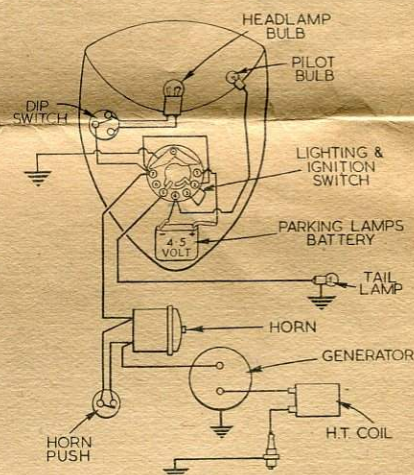 HEADLAMP
BULB
PILOT
BULB
DIP
SWITCH
LIGHTING &
IGNITION
SWITCH
PARKING LAMPS
BATTERY
4·5
VOLT
TAIL
LAMP
HORN
GENERATOR
HORN
PUSH
H.T. COIL